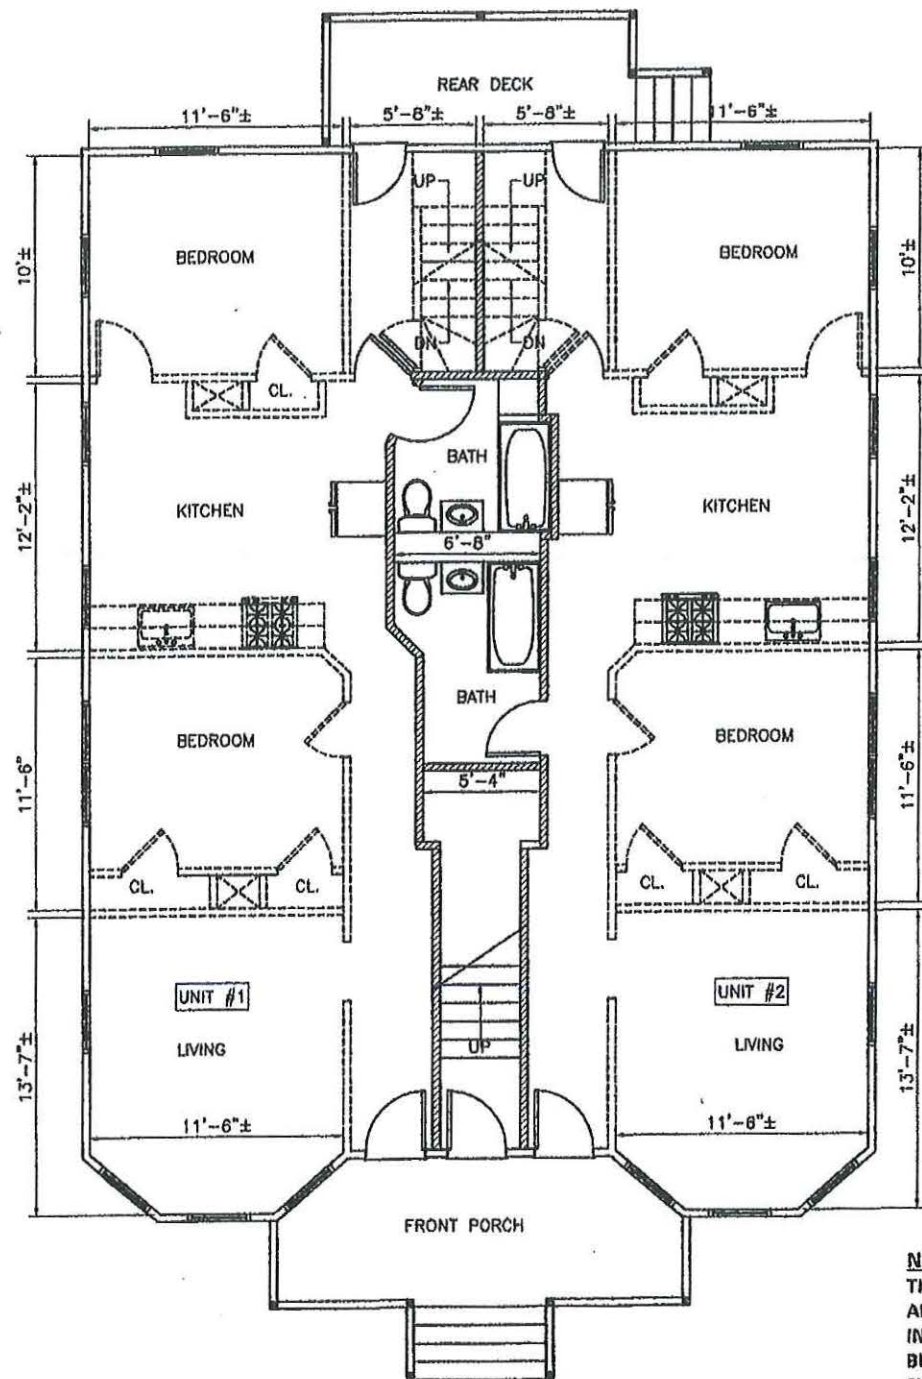 REAR DECK
11'-6"± 5'-8"± 5'-8"± 11'-6"±
UP UP
10'± BEDROOM BEDROOM 10'±
DN DN
CL.
BATH
12'-2"± KITCHEN KITCHEN 12'-2"±
6'-8"
BATH
11'-6" BEDROOM BEDROOM 11'-6"±
5'-4"
CL. CL. CL. CL.
UNIT #1 UNIT #2
UP
13'-7"± LIVING LIVING 13'-7"±
11'-6"± 11'-6"±
FRONT PORCH